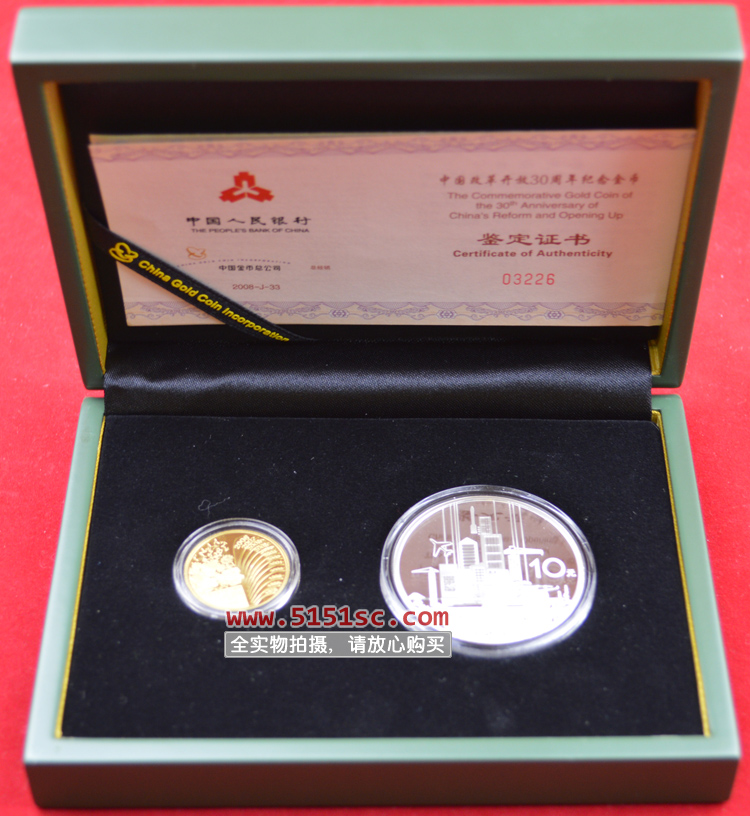 中国人民银行
THE PEOPLE'S BANK OF CHINA
CHINA GOLD COIN INCORPORATION
中国金币总公司
2008-J-33
中国改革开放30周年纪念金币
The Commemorative Gold Coin of
the 30th Anniversary of
China's Reform and Opening Up
鉴定证书
Certificate of Authenticity
03226
China Gold Coin Incorporation
10元
www.5151sc.com
全实物拍摄，请放心购买